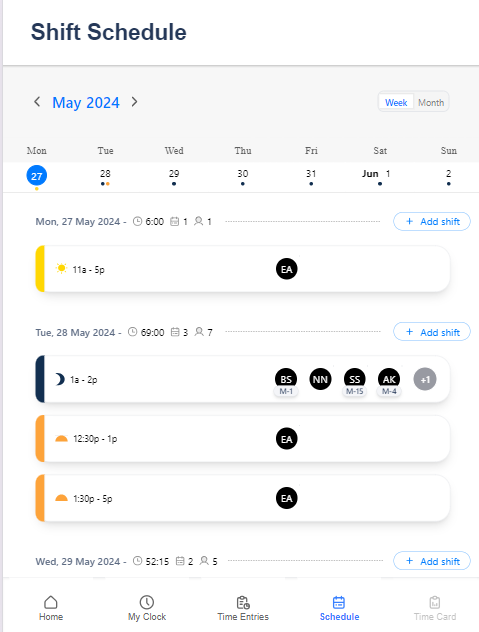 Shift Schedule
May 2024 Week Month
Mon Tue Wed Thu Fri Sat Sun
27 28 29 30 31 Jun 1 2
Mon, 27 May 2024 - 6:00 1 1 + Add shift
11a - 5p EA
Tue, 28 May 2024 - 69:00 3 7 + Add shift
1a - 2p BS NN SS AK +1
M-1 M-15 M-4
12:30p - 1p EA
1:30p - 5p EA
Wed, 29 May 2024 - 52:15 2 5 + Add shift
Home My Clock Time Entries Schedule Time Card